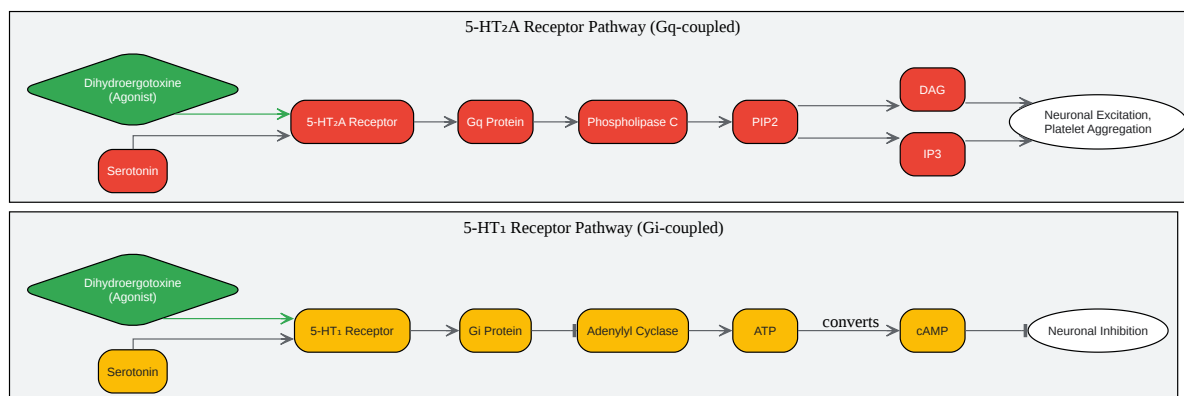 5-HT₂A Receptor Pathway (Gq-coupled)
Dihydroergotoxine
(Agonist)
Serotonin
5-HT₂A Receptor
Gq Protein
Phospholipase C
PIP2
DAG
IP3
Neuronal Excitation,
Platelet Aggregation
5-HT₁ Receptor Pathway (Gi-coupled)
Dihydroergotoxine
(Agonist)
Serotonin
5-HT₁ Receptor
Gi Protein
Adenylyl Cyclase
ATP
converts
cAMP
Neuronal Inhibition